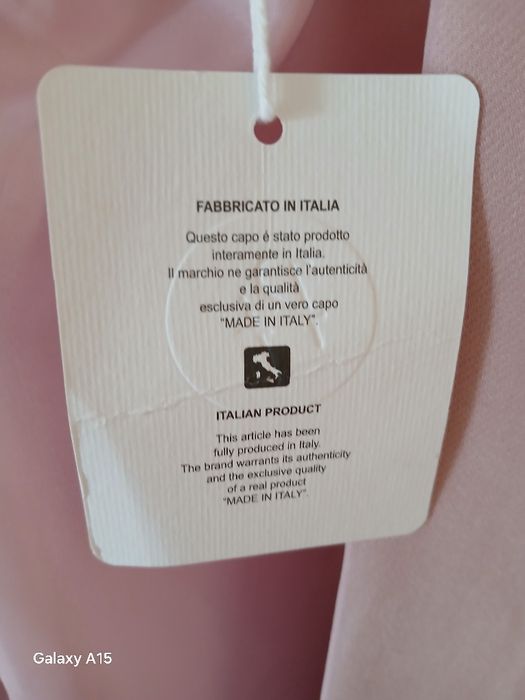 FABBRICATO IN ITALIA
Questo capo é stato prodotto
interamente in Italia.
Il marchio ne garantisce l'autenticità
e la qualità
esclusiva di un vero capo
"MADE IN ITALY".
ITALIAN PRODUCT
This article has been
fully produced in Italy.
The brand warrants its authenticity
and the exclusive quality
of a real product
"MADE IN ITALY".
Galaxy A15